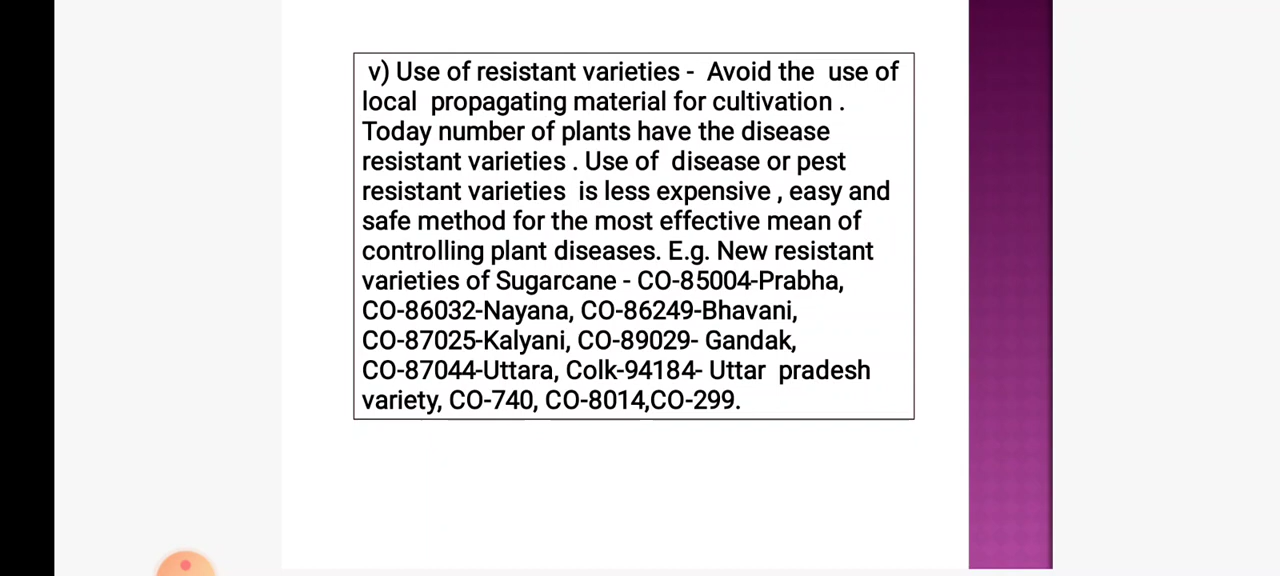 v) Use of resistant varieties - Avoid the use of
local propagating material for cultivation .
Today number of plants have the disease
resistant varieties . Use of disease or pest
resistant varieties is less expensive , easy and
safe method for the most effective mean of
controlling plant diseases. E.g. New resistant
varieties of Sugarcane - CO-85004-Prabha,
CO-86032-Nayana, CO-86249-Bhavani,
CO-87025-Kalyani, CO-89029- Gandak,
CO-87044-Uttara, Colk-94184- Uttar pradesh
variety, CO-740, CO-8014,CO-299.